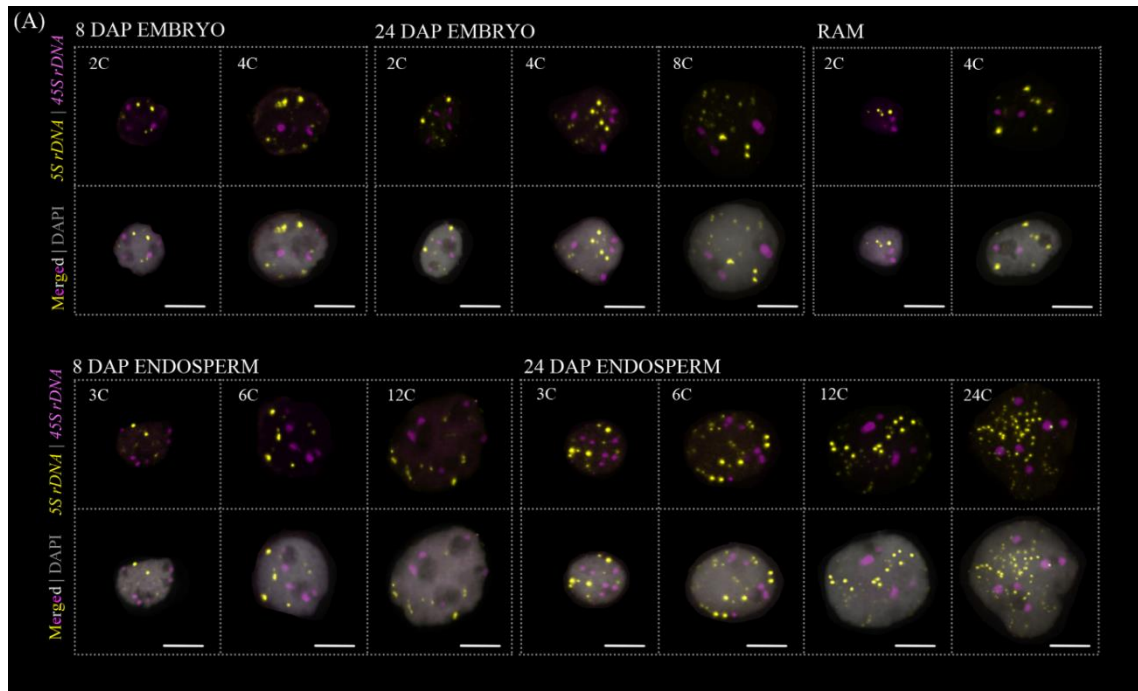 (A)
8 DAP EMBRYO
24 DAP EMBRYO
RAM
2C
4C
2C
4C
8C
2C
4C
5S rDNA | 45S rDNA
Merged | DAPI
8 DAP ENDOSPERM
24 DAP ENDOSPERM
3C
6C
12C
3C
6C
12C
24C
5S rDNA | 45S rDNA
Merged | DAPI